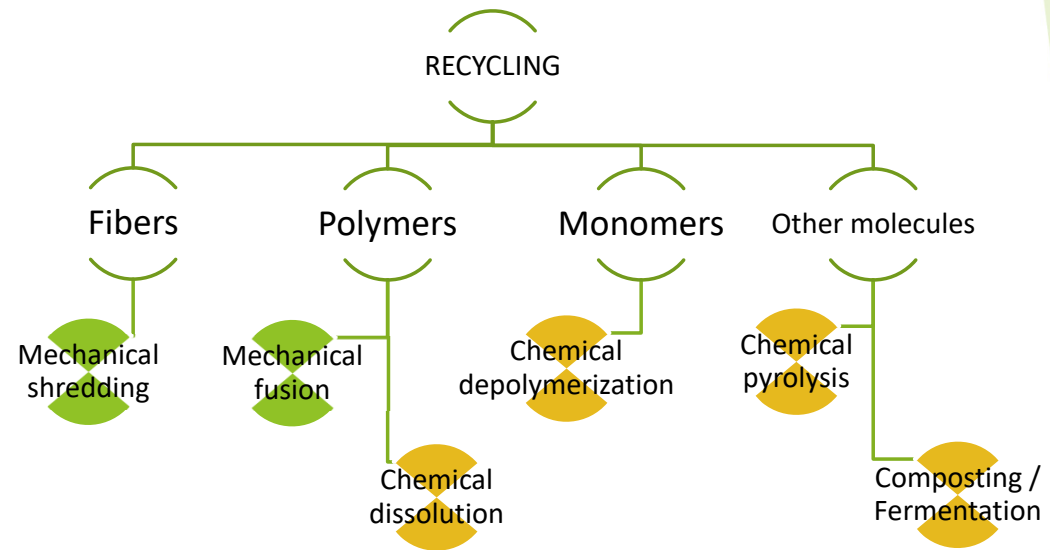 RECYCLING
Fibers
Polymers
Monomers
Other molecules
Mechanical
shredding
Mechanical
fusion
Chemical
depolymerization
Chemical
pyrolysis
Chemical
dissolution
Composting /
Fermentation